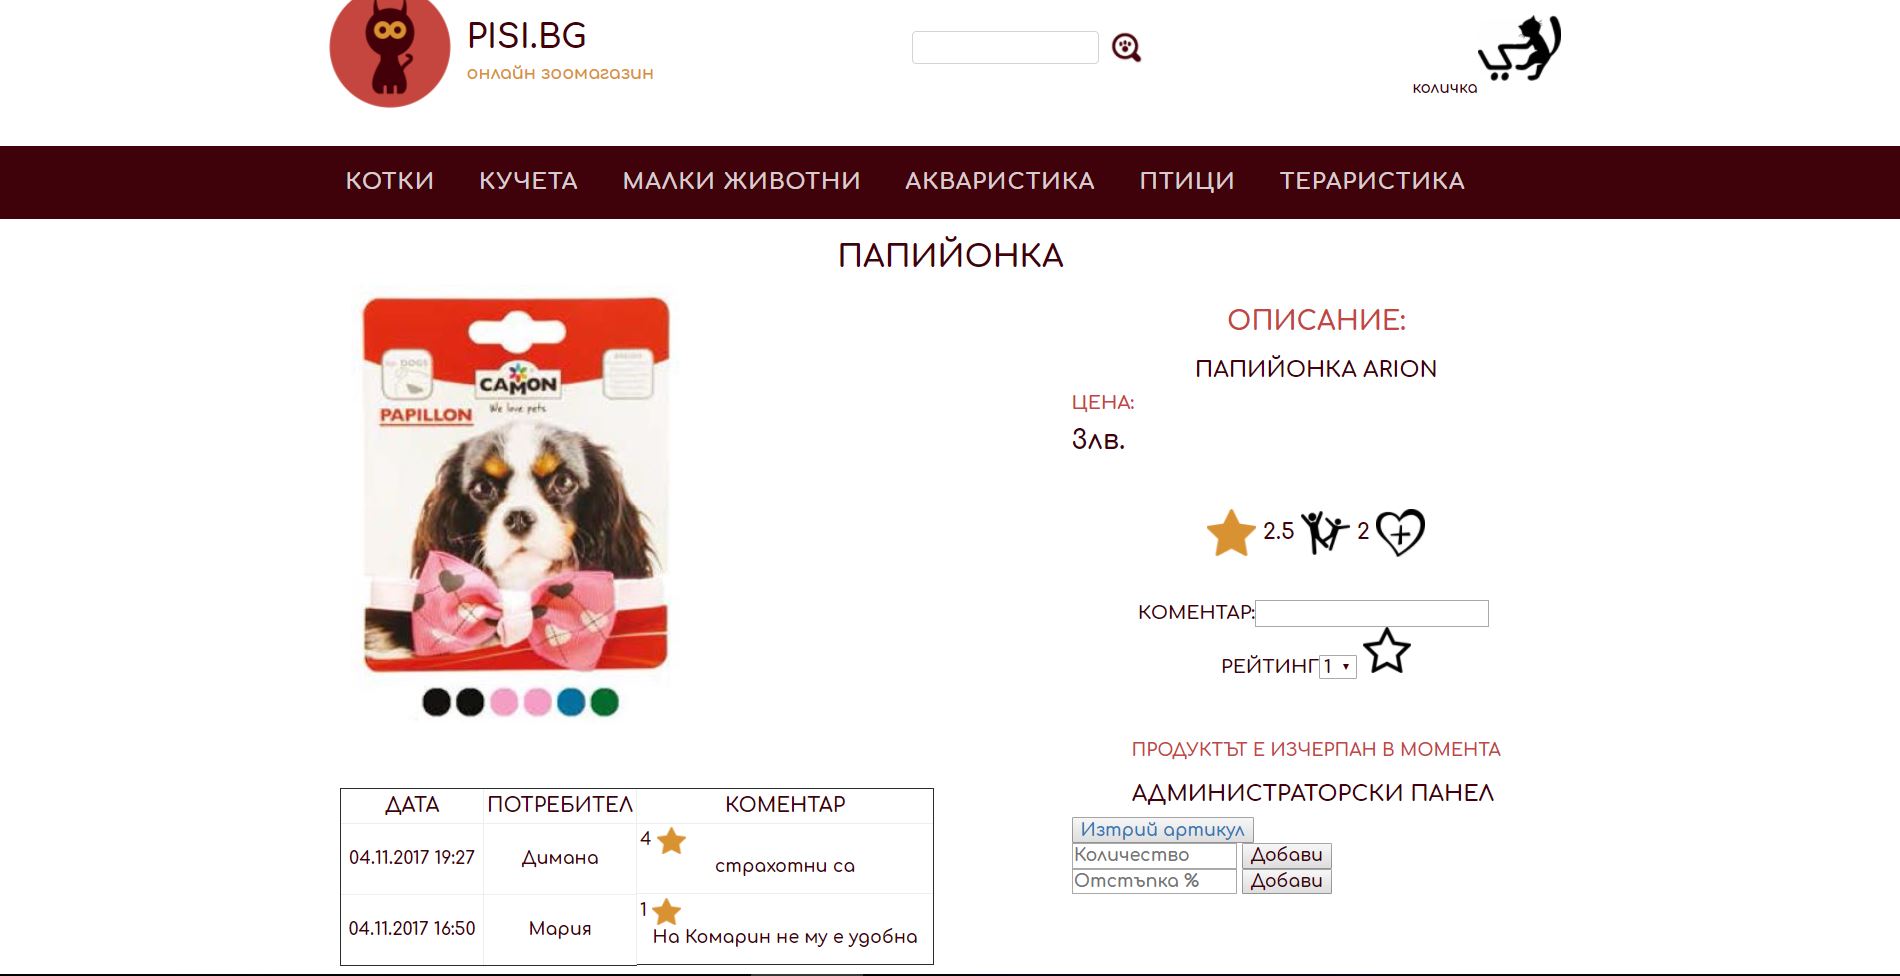 PISI.BG
онлайн зоомагазин
количка
КОТКИ КУЧЕТА МАЛКИ ЖИВОТНИ АКВАРИСТИКА ПТИЦИ ТЕРАРИСТИКА
ПАПИЙОНКА
DOGS
CAMON
We love pets
PAPILLON
ОПИСАНИЕ:
ПАПИЙОНКА ARION
ЦЕНА:
3лв.
2.5 2
КОМЕНТАР:
РЕЙТИНГ 1
ПРОДУКТЪТ Е ИЗЧЕРПАН В МОМЕНТА
АДМИНИСТРАТОРСКИ ПАНЕЛ
Изтрий артикул
Количество Добави
Отстъпка % Добави
ДАТА ПОТРЕБИТЕЛ КОМЕНТАР
04.11.2017 19:27 Димана 4
страхотни са
04.11.2017 16:50 Мария 1
На Комарин не му е удобна